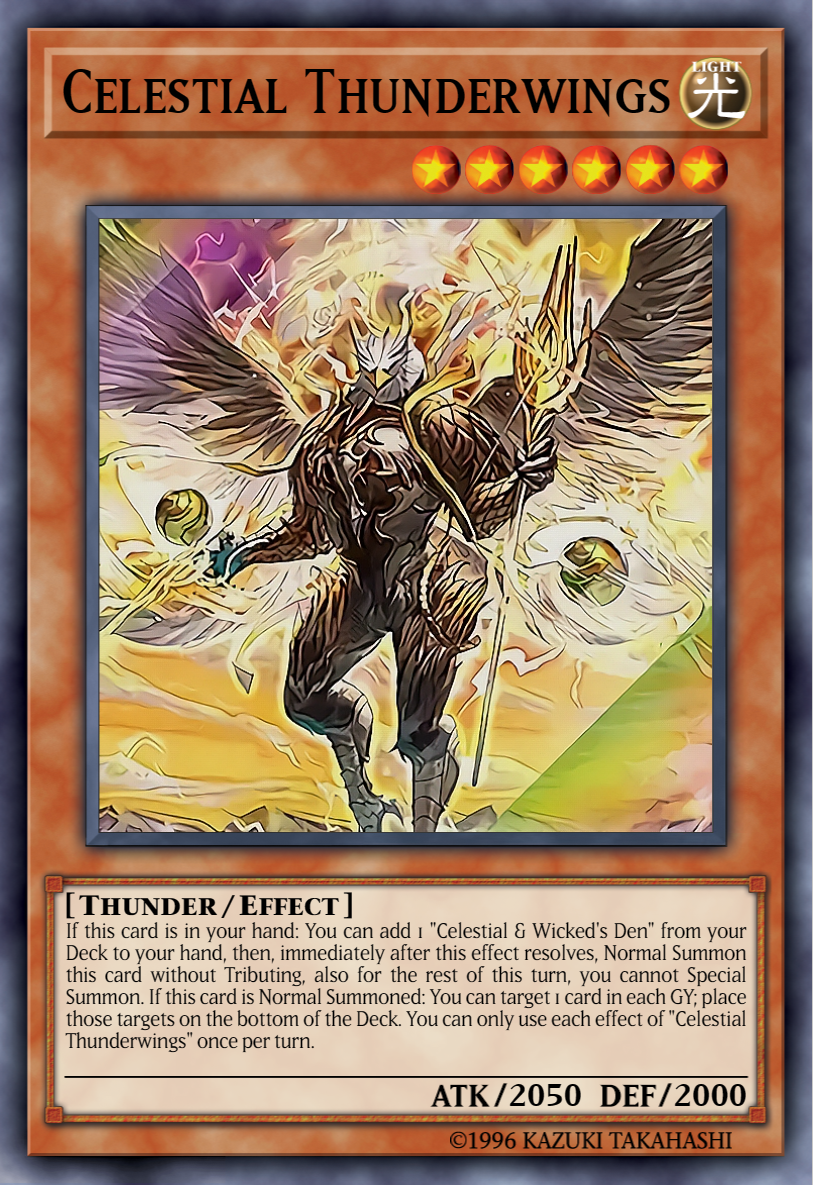 Celestial Thunderwings
LIGHT
光
[Thunder/Effect]
If this card is in your hand: You can add 1 "Celestial & Wicked's Den" from your
Deck to your hand, then, immediately after this effect resolves, Normal Summon
this card without Tributing, also for the rest of this turn, you cannot Special
Summon. If this card is Normal Summoned: You can target 1 card in each GY; place
those targets on the bottom of the Deck. You can only use each effect of "Celestial
Thunderwings" once per turn.
ATK/2050 DEF/2000
©1996 KAZUKI TAKAHASHI